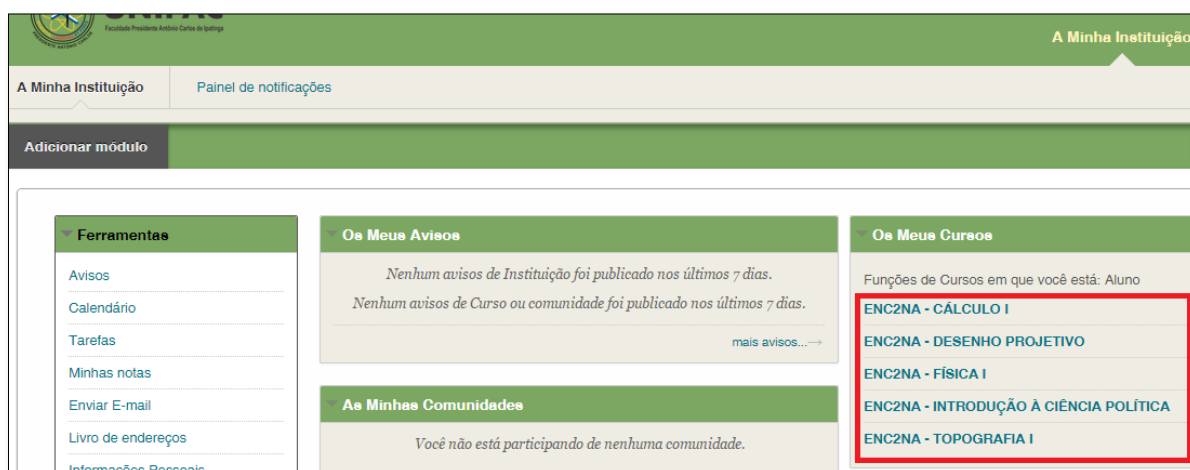 Faculdade Presidente Antônio Carlos de Ipatinga
A Minha Instituição
A Minha Instituição
Painel de notificações
Adicionar módulo
Ferramentas
Avisos
Calendário
Tarefas
Minhas notas
Enviar E-mail
Livro de endereços
Informações Pessoais
Os Meus Avisos
Nenhum avisos de Instituição foi publicado nos últimos 7 dias.
Nenhum avisos de Curso ou comunidade foi publicado nos últimos 7 dias.
mais avisos...→
As Minhas Comunidades
Você não está participando de nenhuma comunidade.
Os Meus Cursos
Funções de Cursos em que você está: Aluno
ENC2NA - CÁLCULO I
ENC2NA - DESENHO PROJETIVO
ENC2NA - FÍSICA I
ENC2NA - INTRODUÇÃO À CIÊNCIA POLÍTICA
ENC2NA - TOPOGRAFIA I